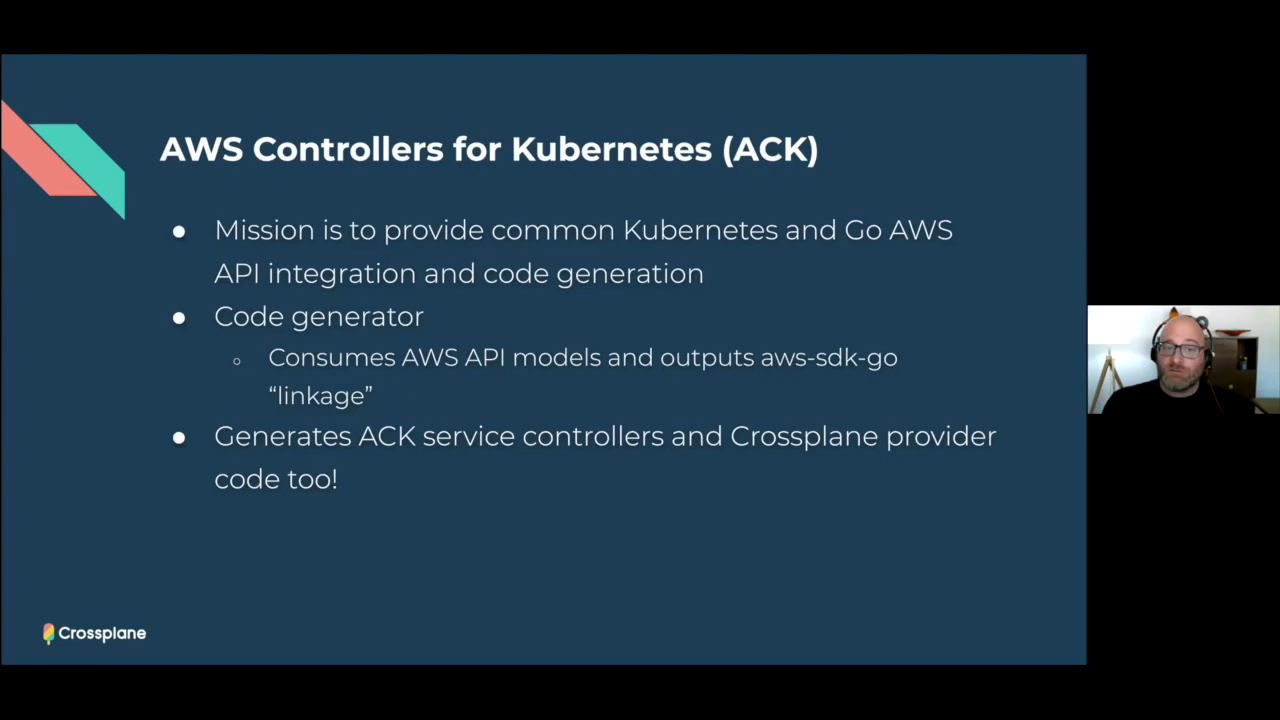 AWS Controllers for Kubernetes (ACK)
● Mission is to provide common Kubernetes and Go AWS
API integration and code generation
● Code generator
○ Consumes AWS API models and outputs aws-sdk-go
“linkage”
● Generates ACK service controllers and Crossplane provider
code too!
Crossplane